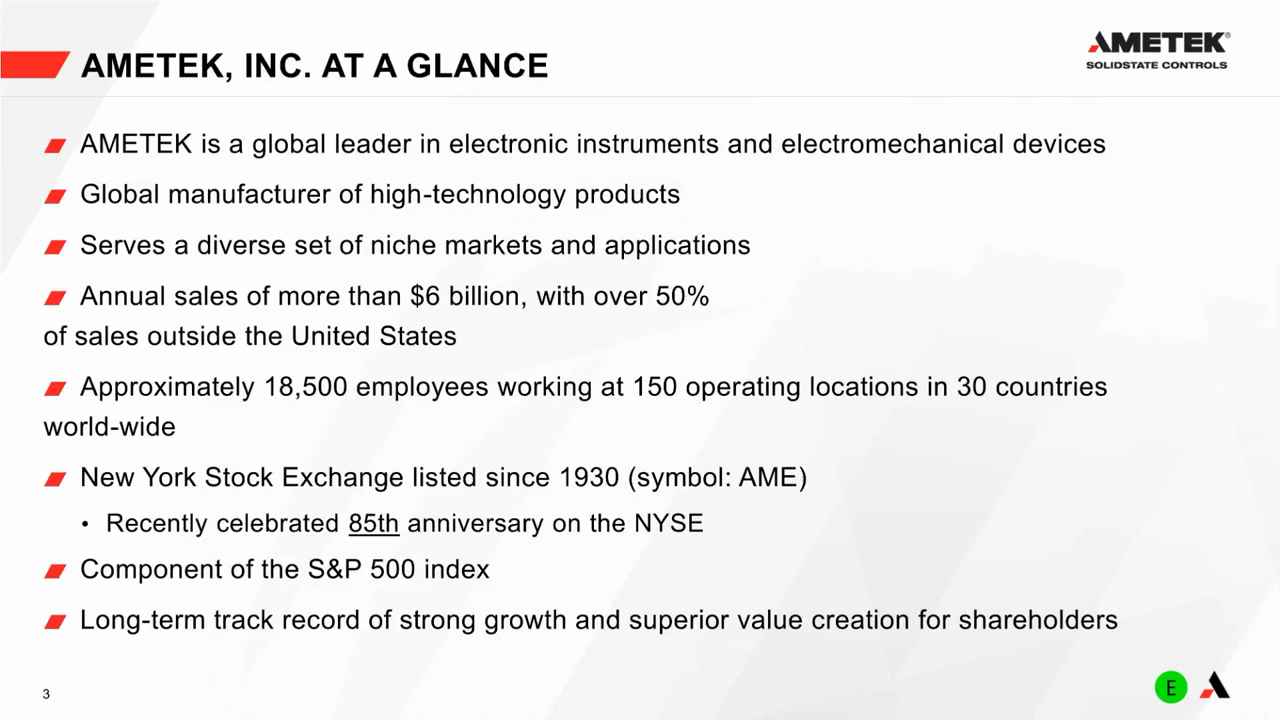 AMETEK, INC. AT A GLANCE
AMETEK®
SOLIDSTATE CONTROLS
AMETEK is a global leader in electronic instruments and electromechanical devices
Global manufacturer of high-technology products
Serves a diverse set of niche markets and applications
Annual sales of more than $6 billion, with over 50%
of sales outside the United States
Approximately 18,500 employees working at 150 operating locations in 30 countries
world-wide
New York Stock Exchange listed since 1930 (symbol: AME)
• Recently celebrated 85th anniversary on the NYSE
Component of the S&P 500 index
Long-term track record of strong growth and superior value creation for shareholders
3
E